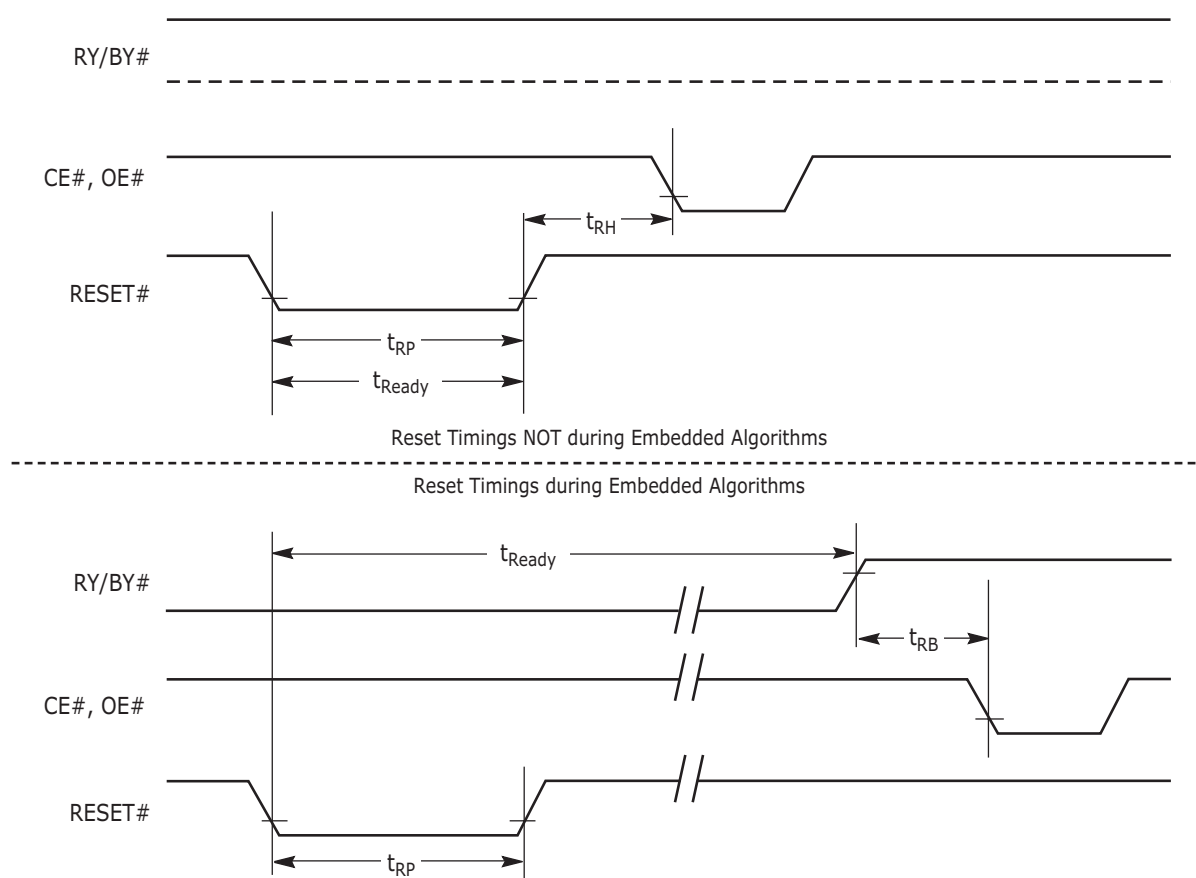 RY/BY#
CE#, OE#
tRH
RESET#
tRP
tReady
Reset Timings NOT during Embedded Algorithms
Reset Timings during Embedded Algorithms
tReady
RY/BY#
tRB
CE#, OE#
RESET#
tRP